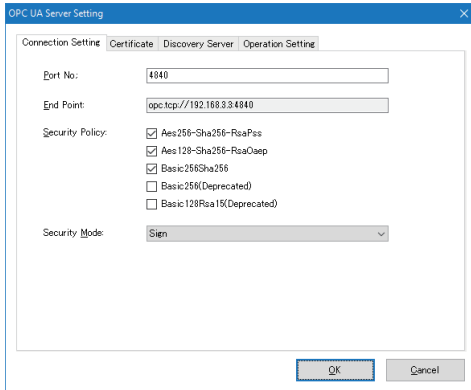 OPC UA Server Setting
Connection Setting Certificate Discovery Server Operation Setting
Port No.: 4840
End Point: opc.tcp://192.168.3.3:4840
Security Policy: Aes256-Sha256-RsaPss
Aes128-Sha256-RsaOaep
Basic256Sha256
Basic256(Deprecated)
Basic128Rsa15(Deprecated)
Security Mode: Sign
OK Cancel